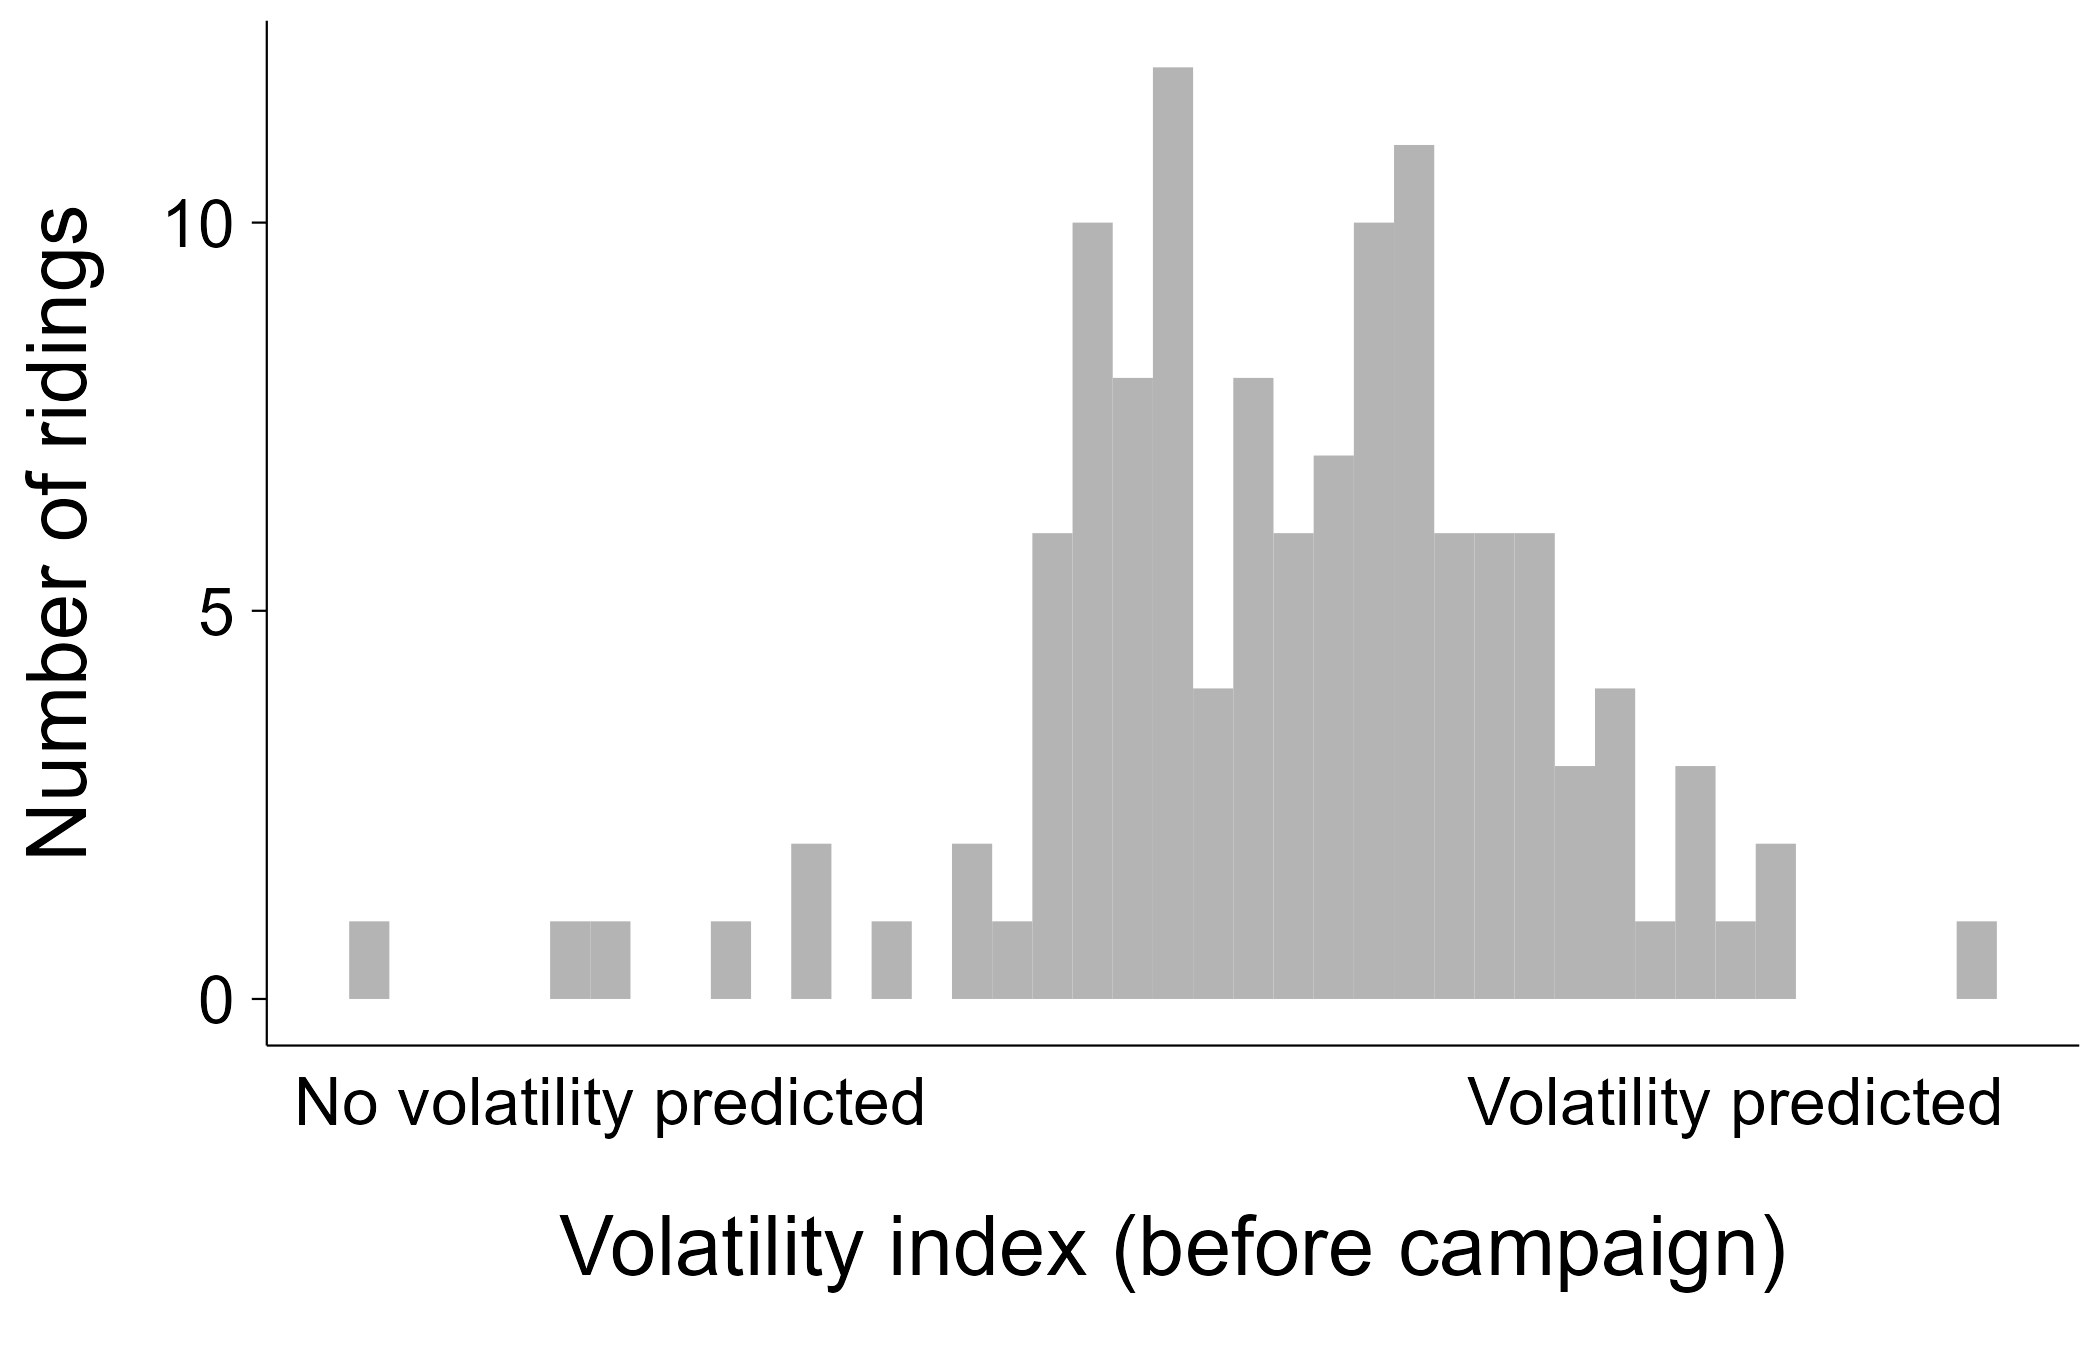 Number of ridings
10
5
0
No volatility predicted
Volatility predicted
Volatility index (before campaign)